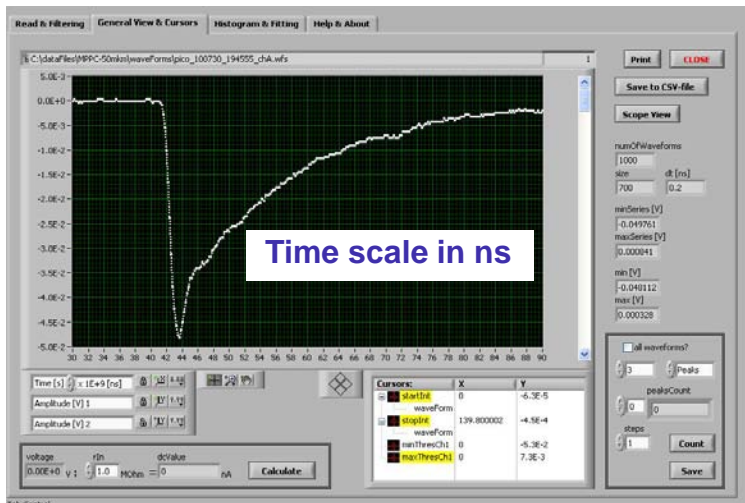 Read & Filtering General View & Cursors Histogram & Fitting Help & About
C:\dataFiles\MPPC-50mkm\waveForms\pico_100730_194555_chA.wfs 1
Print CLOSE
Save to CSV-file
Scope View
numOfWaveforms
1000
size dt [ns]
700 0.2
minSeries [V]
-0.049761
maxSeries [V]
0.000841
min [V]
-0.048112
max [V]
0.000328
5.0E-3
0.0E+0
-5.0E-3
-1.0E-2
-1.5E-2
-2.0E-2
-2.5E-2
-3.0E-2
-3.5E-2
-4.0E-2
-4.5E-2
-5.0E-2
Time scale in ns
30 32 34 36 38 40 42 44 46 48 50 52 54 56 58 60 62 64 66 68 70 72 74 76 78 80 82 84 86 88 90
Time [s] x 1E+9 [ns]
Amplitude [V] 1
Amplitude [V] 2
Cursors: X Y
startInt 0 -6.3E-5
waveForm
stopInt 139.800002 -4.5E-4
waveForm
minThresCh1 0 -5.3E-2
maxThresCh1 0 7.3E-3
all waveforms?
3 Peaks
peaksCount
0 0
steps
1 Count
Save
voltage rIn dcValue
0.00E+0 V : 1.0 MOhm = 0 nA Calculate